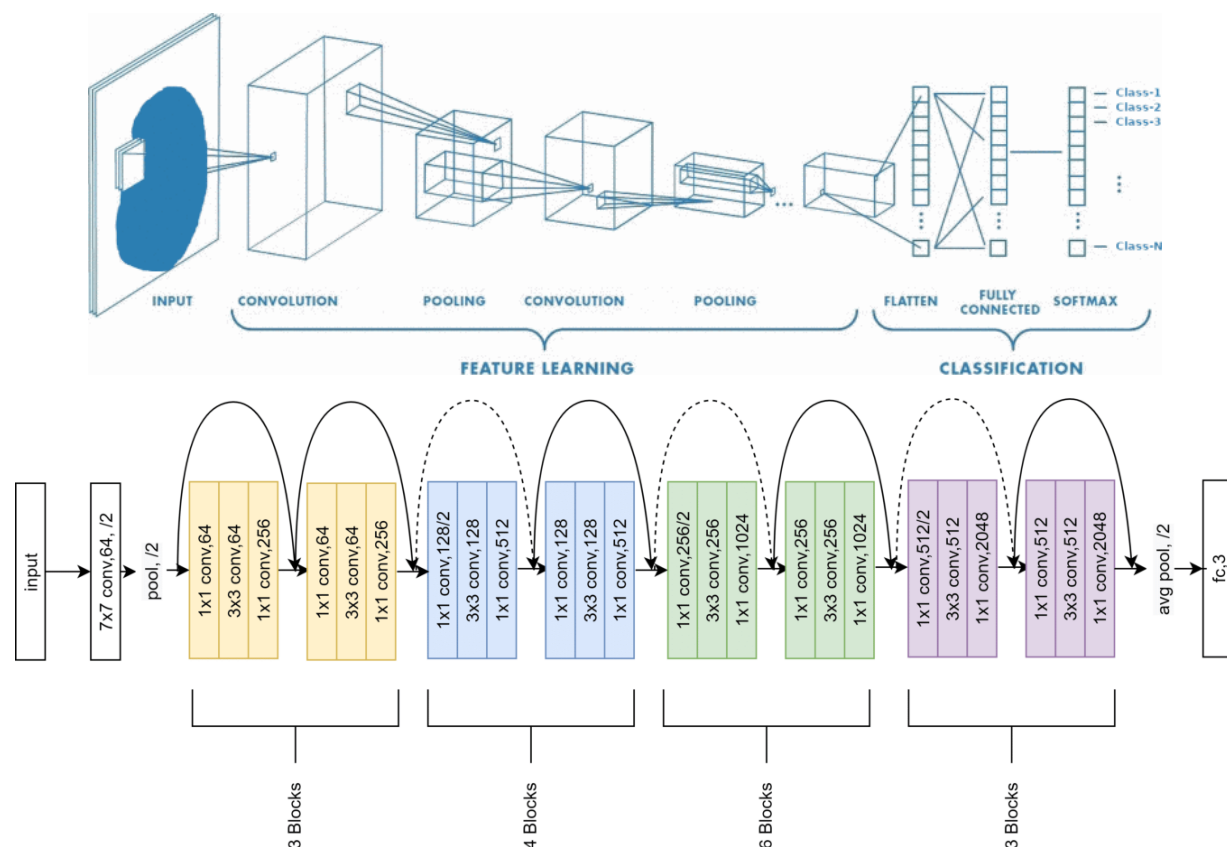 Class-1
Class-2
Class-3
Class-N
INPUT
CONVOLUTION
POOLING
CONVOLUTION
POOLING
FLATTEN
FULLY
CONNECTED
SOFTMAX
FEATURE LEARNING
CLASSIFICATION
input
7x7 conv,64, /2
pool, /2
1x1 conv,64
3x3 conv,64
1x1 conv,256
1x1 conv,64
3x3 conv,64
1x1 conv,256
1x1 conv,128/2
3x3 conv,128
1x1 conv,512
1x1 conv,128
3x3 conv,128
1x1 conv,512
1x1 conv,256/2
3x3 conv,256
1x1 conv,1024
1x1 conv,256
3x3 conv,256
1x1 conv,1024
1x1 conv,512/2
3x3 conv,512
1x1 conv,2048
1x1 conv,512
3x3 conv,512
1x1 conv,2048
avg pool, /2
fc,3
3 Blocks
4 Blocks
6 Blocks
3 Blocks